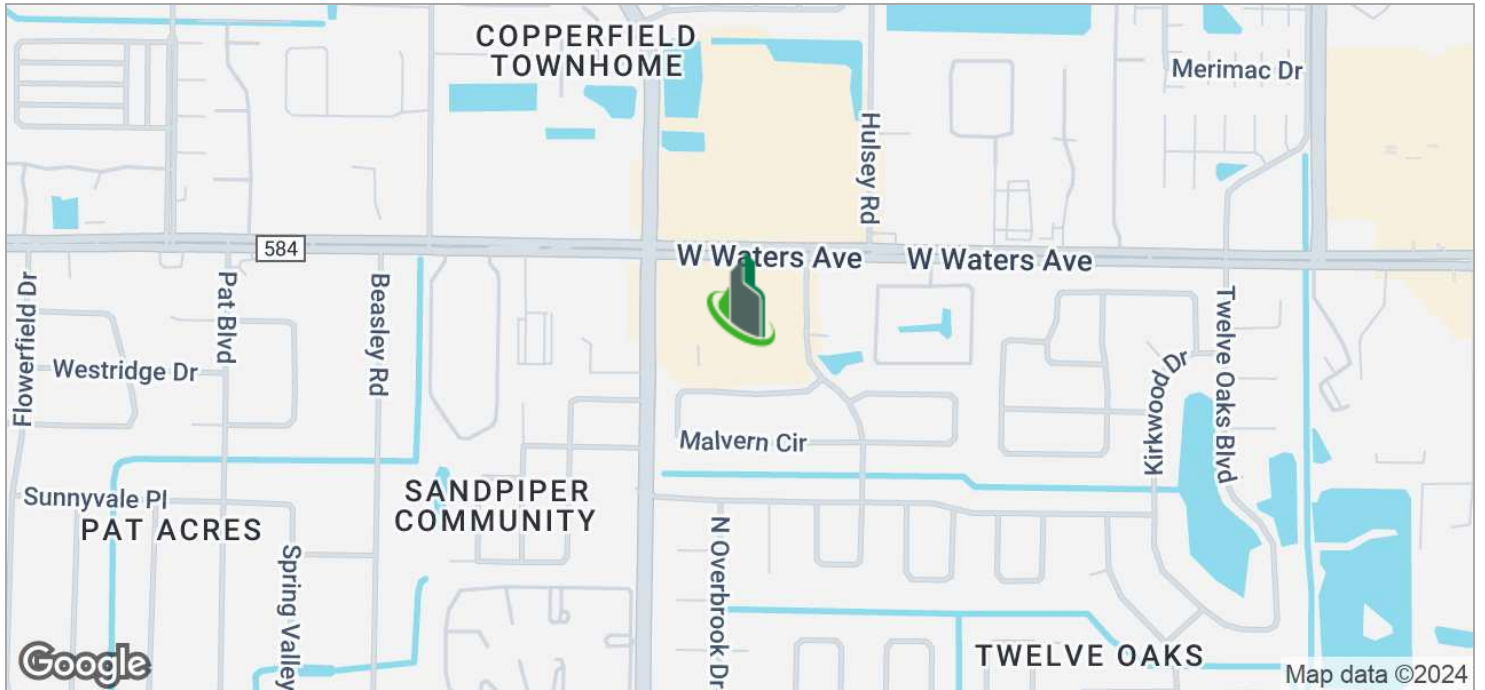 COPPERFIELD
TOWNHOME
Merimac Dr
Hulsey Rd
584
W Waters Ave
W Waters Ave
Flowerfield Dr
Pat Blvd
Beasley Rd
Westridge Dr
Kirkwood Dr
Twelve Oaks Blvd
Malvern Cir
Sunnyvale Pl
PAT ACRES
SANDPIPER
COMMUNITY
Spring Valley
N Overbrook Dr
TWELVE OAKS
Google
Map data ©2024